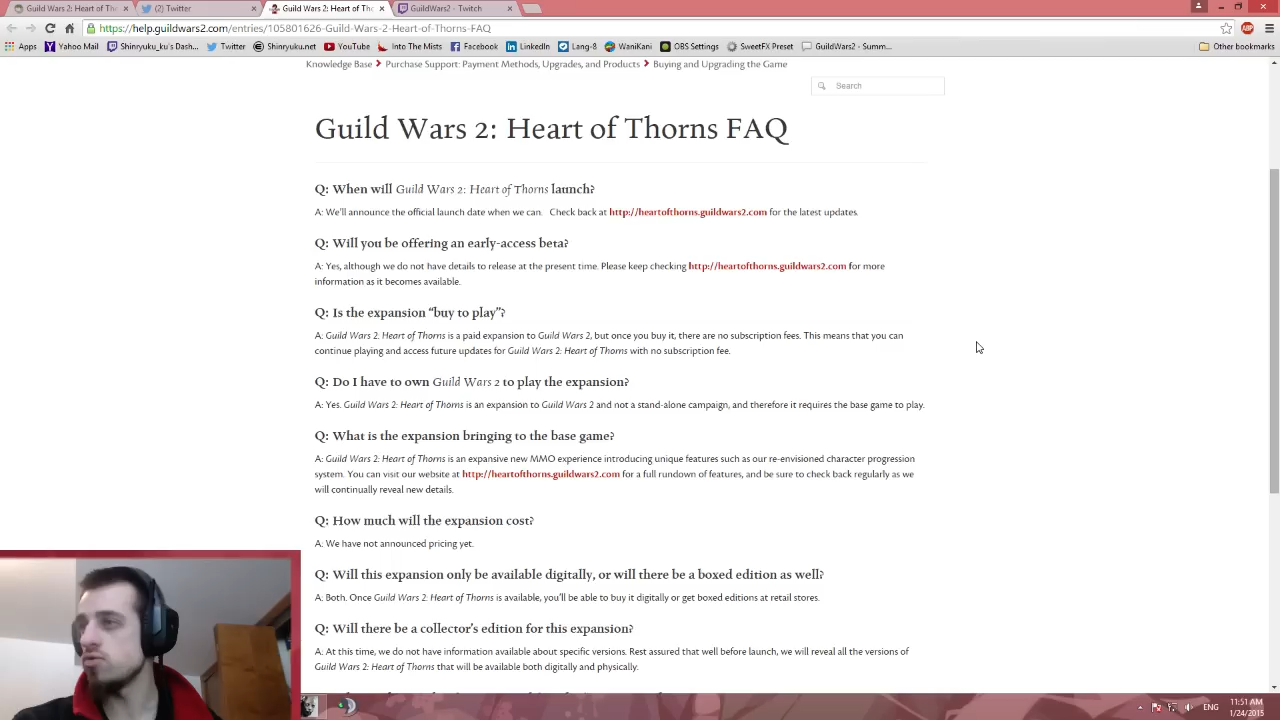 Guild Wars 2: Heart of Thor
(2) Twitter
Guild Wars 2: Heart of Tho
GuildWars2 - Twitch
https://help.guildwars2.com/entries/105801626-Guild-Wars-2-Heart-of-Thorns-FAQ
Apps Yahoo Mail Shinryuku_ku's Dash... Twitter Shinryuku.net YouTube Into The Mists Facebook LinkedIn Lang-8 WaniKani OBS Settings SweetFX Preset GuildWars2 - Summ... Other bookmarks
Knowledge Base Purchase Support: Payment Methods, Upgrades, and Products Buying and Upgrading the Game
Search
Guild Wars 2: Heart of Thorns FAQ
Q: When will Guild Wars 2: Heart of Thorns launch?
A: We'll announce the official launch date when we can. Check back at http://heartofthorns.guildwars2.com for the latest updates.
Q: Will you be offering an early-access beta?
A: Yes, although we do not have details to release at the present time. Please keep checking http://heartofthorns.guildwars2.com for more
information as it becomes available.
Q: Is the expansion “buy to play”?
A: Guild Wars 2: Heart of Thorns is a paid expansion to Guild Wars 2, but once you buy it, there are no subscription fees. This means that you can
continue playing and access future updates for Guild Wars 2: Heart of Thorns with no subscription fee.
Q: Do I have to own Guild Wars 2 to play the expansion?
A: Yes. Guild Wars 2: Heart of Thorns is an expansion to Guild Wars 2 and not a stand-alone campaign, and therefore it requires the base game to play.
Q: What is the expansion bringing to the base game?
A: Guild Wars 2: Heart of Thorns is an expansive new MMO experience introducing unique features such as our re-envisioned character progression
system. You can visit our website at http://heartofthorns.guildwars2.com for a full rundown of features, and be sure to check back regularly as we
will continually reveal new details.
Q: How much will the expansion cost?
A: We have not announced pricing yet.
Q: Will this expansion only be available digitally, or will there be a boxed edition as well?
A: Both. Once Guild Wars 2: Heart of Thorns is available, you'll be able to buy it digitally or get boxed editions at retail stores.
Q: Will there be a collector's edition for this expansion?
A: At this time, we do not have information available about specific versions. Rest assured that well before launch, we will reveal all the versions of
Guild Wars 2: Heart of Thorns that will be available both digitally and physically.
ENG
11:51 AM
1/24/2015